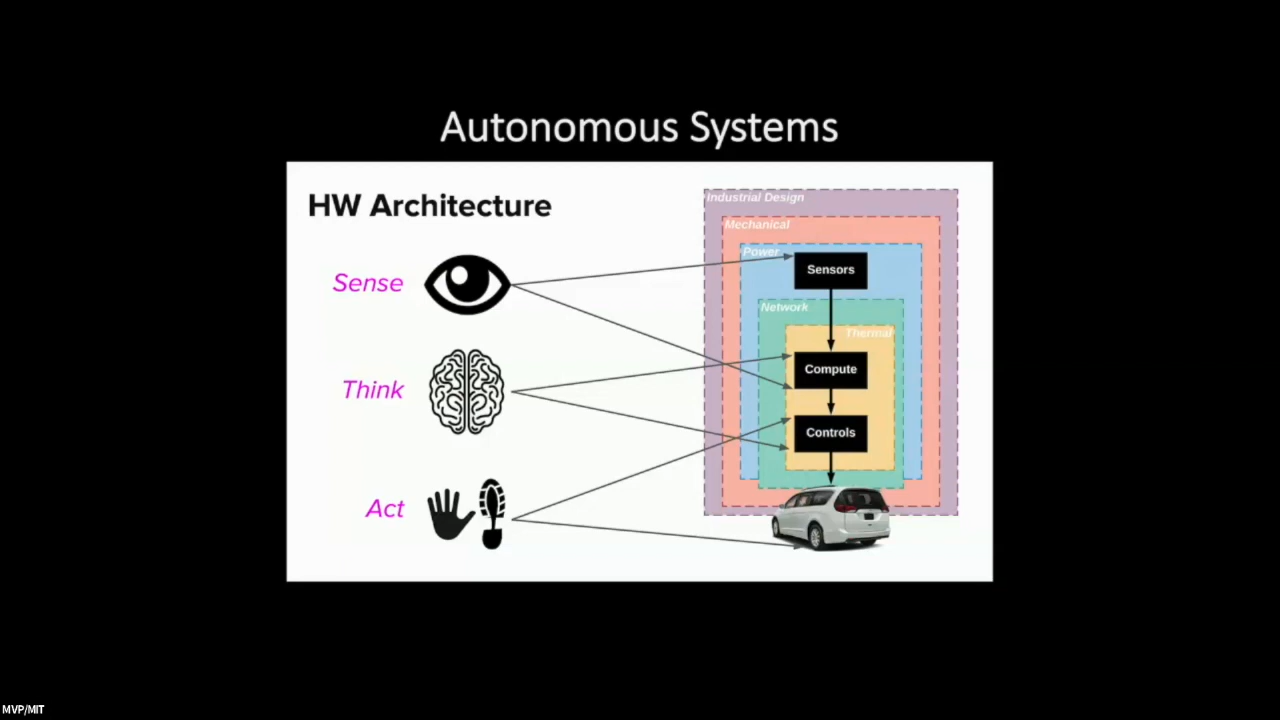 Autonomous Systems
HW Architecture
Industrial Design
Mechanical
Power
Sensors
Sense
Network
Thermal
Compute
Think
Controls
Act
MVP/MIT